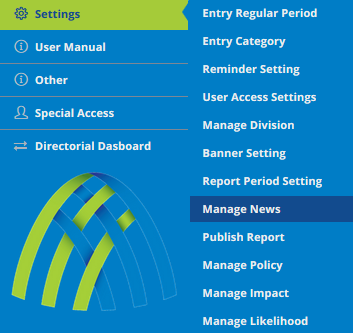 Settings
User Manual
Other
Special Access
Directorial Dasboard
Entry Regular Period
Entry Category
Reminder Setting
User Access Settings
Manage Division
Banner Setting
Report Period Setting
Manage News
Publish Report
Manage Policy
Manage Impact
Manage Likelihood